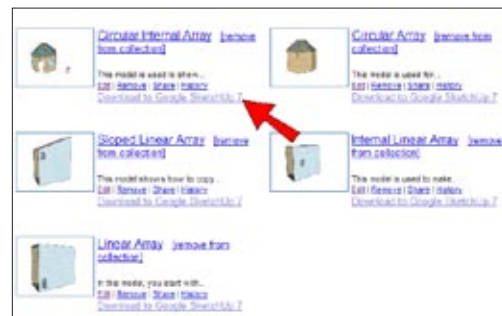 Circular Internal Array [remove
from collection]
This model is used to show...
Edit | Remove | Share | History
Download to Google SketchUp 7
Circular Array [remove from
collection]
This model is used for...
Edit | Remove | Share | History
Download to Google SketchUp 7
Sloped Linear Array [remove
from collection]
This model shows how to copy...
Edit | Remove | Share | History
Download to Google SketchUp 7
Internal Linear Array [remove
from collection]
This model is used to make...
Edit | Remove | Share | History
Download to Google SketchUp 7
Linear Array [remove from
collection]
In this model, you start with...
Edit | Remove | Share | History
Download to Google SketchUp 7